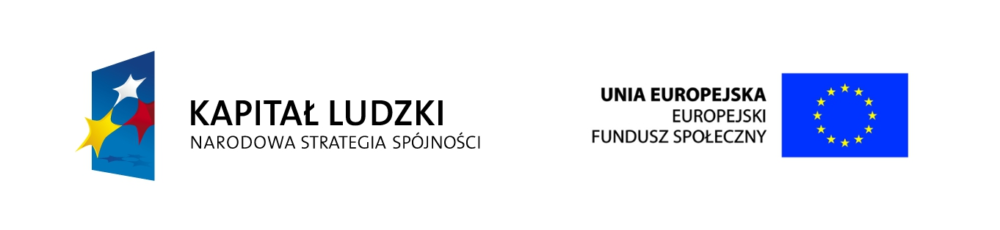 KAPITAŁ LUDZKI
NARODOWA STRATEGIA SPÓJNOŚCI
UNIA EUROPEJSKA
EUROPEJSKI
FUNDUSZ SPOŁECZNY